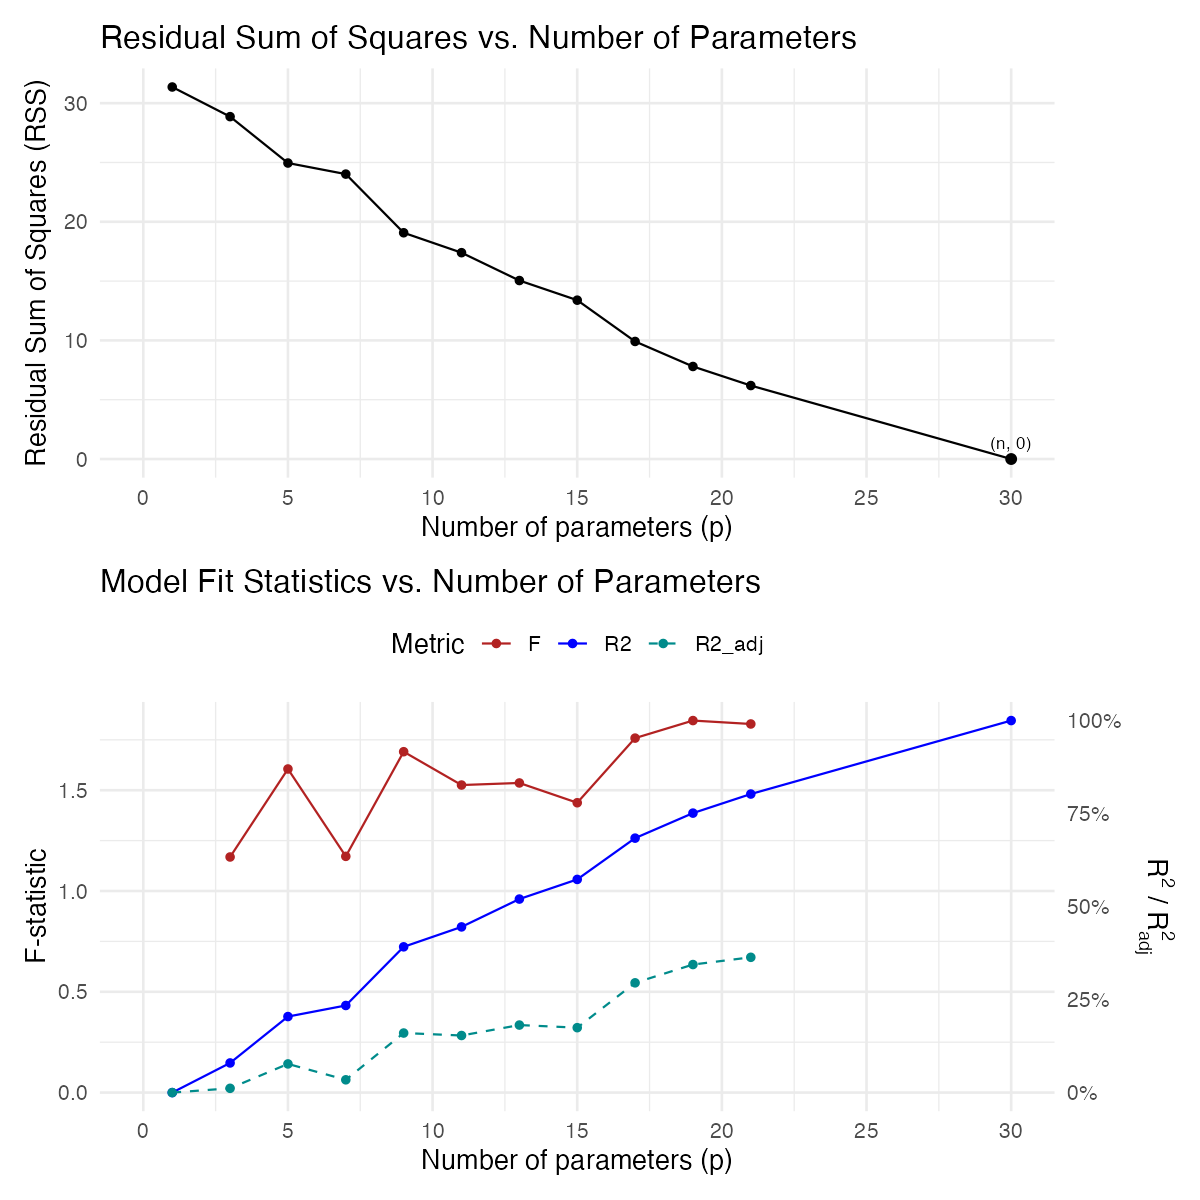 Residual Sum of Squares vs. Number of Parameters
Residual Sum of Squares (RSS)
30
20
10
0
(n, 0)
0 5 10 15 20 25 30
Number of parameters (p)
Model Fit Statistics vs. Number of Parameters
Metric F R2 R2_adj
F-statistic
1.5
1.0
0.5
0.0
100%
75%
50%
25%
0%
R² / R²adj
0 5 10 15 20 25 30
Number of parameters (p)